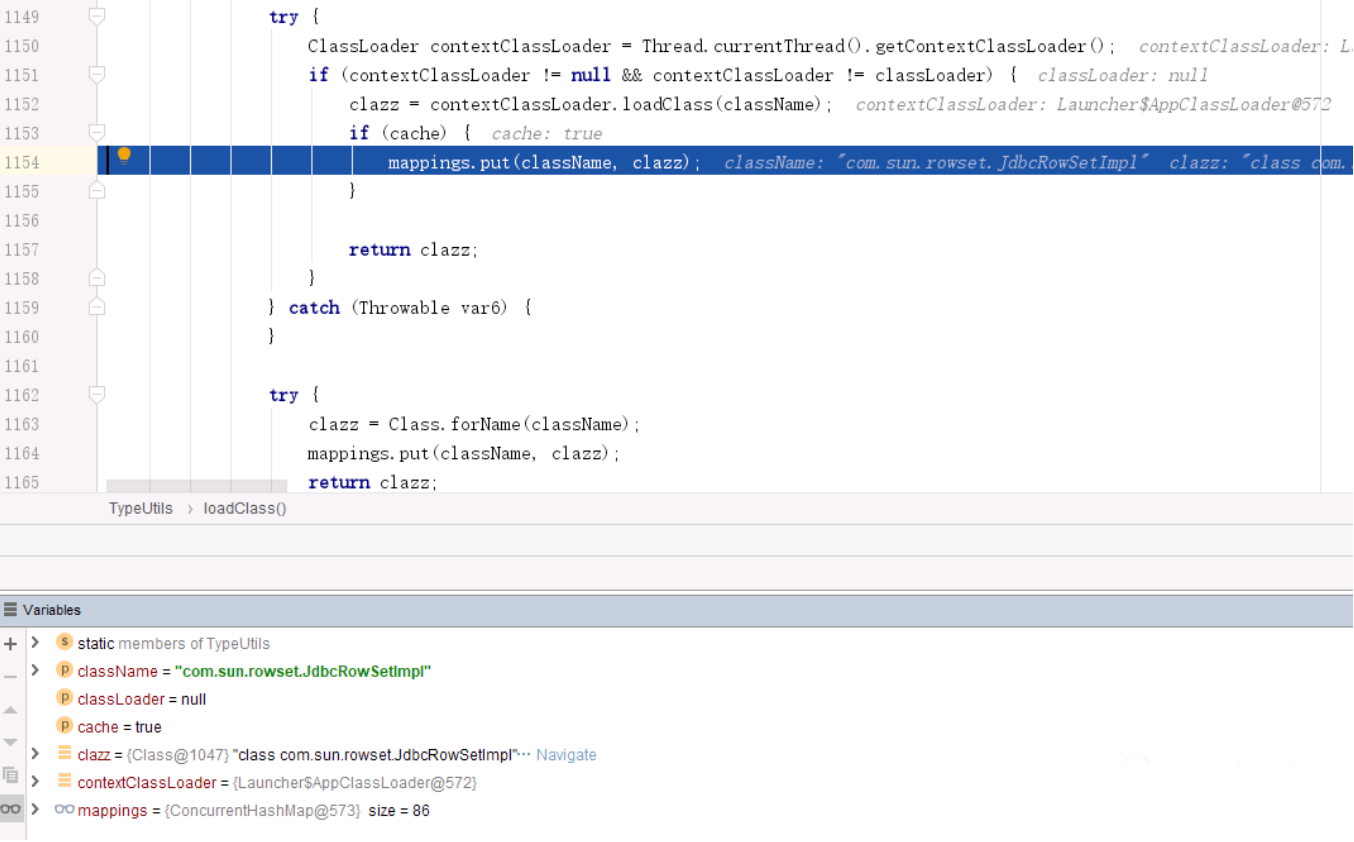 1149 try {
1150 ClassLoader contextClassLoader = Thread.currentThread().getContextClassLoader(); contextClassLoader: L
1151 if (contextClassLoader != null && contextClassLoader != classLoader) { classLoader: null
1152 clazz = contextClassLoader.loadClass(className); contextClassLoader: Launcher$AppClassLoader@572
1153 if (cache) { cache: true
1154 mappings.put(className, clazz); className: "com.sun.rowset.JdbcRowSetImpl" clazz: "class com.
1155 }
1156
1157 return clazz;
1158 }
1159 } catch (Throwable var6) {
1160 }
1161
1162 try {
1163 clazz = Class.forName(className);
1164 mappings.put(className, clazz);
1165 return clazz;
TypeUtils > loadClass()
Variables
s static members of TypeUtils
p className = "com.sun.rowset.JdbcRowSetImpl"
p classLoader = null
p cache = true
clazz = {Class@1047} "class com.sun.rowset.JdbcRowSetImpl"... Navigate
contextClassLoader = {Launcher$AppClassLoader@572}
mappings = {ConcurrentHashMap@573} size = 86